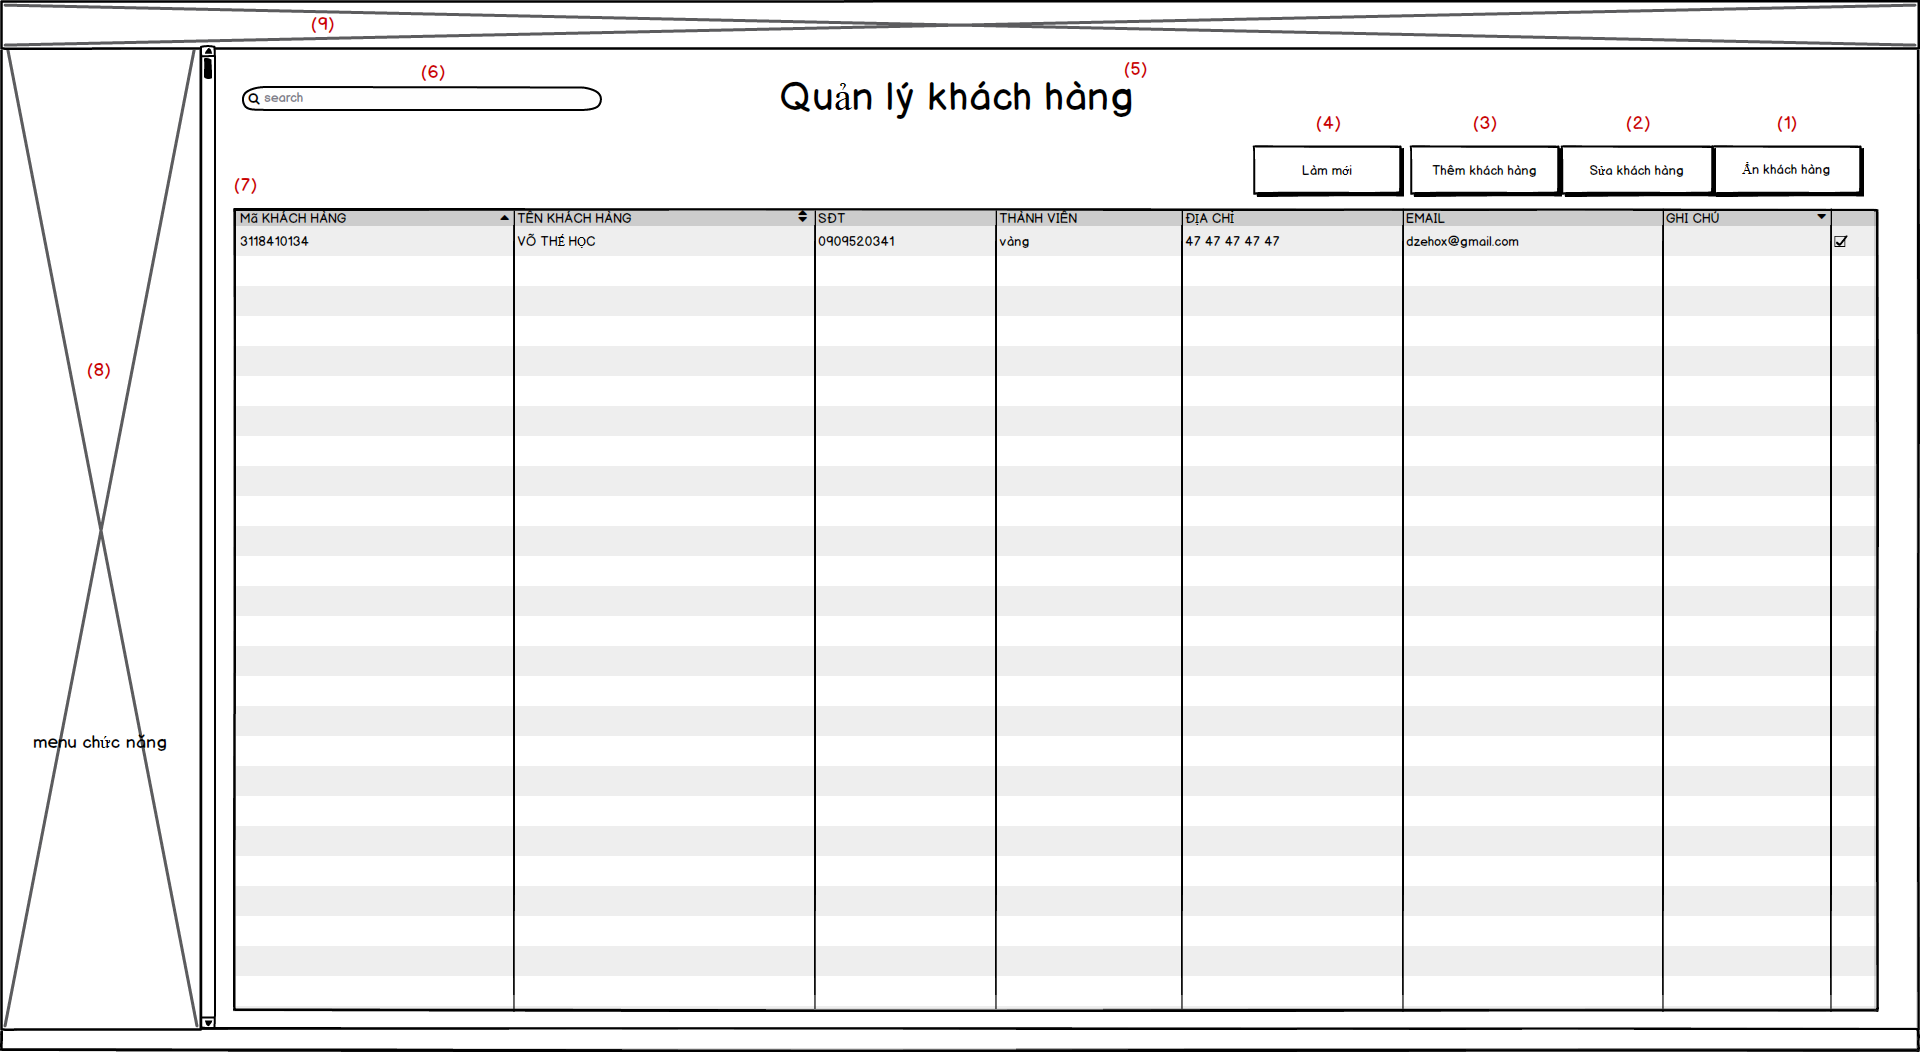 (9)
(6)
(5)
search
Quản lý khách hàng
(4)
(3)
(2)
(1)
Làm mới
Thêm khách hàng
Sửa khách hàng
Ẩn khách hàng
(7)
Mã KHÁCH HÀNG
TÊN KHÁCH HÀNG
SĐT
THÀNH VIÊN
ĐỊA CHỈ
EMAIL
GHI CHÚ
3118410134
VÕ THẾ HỌC
0909520341
vàng
47 47 47 47 47
dzehox@gmail.com
(8)
menu chức năng